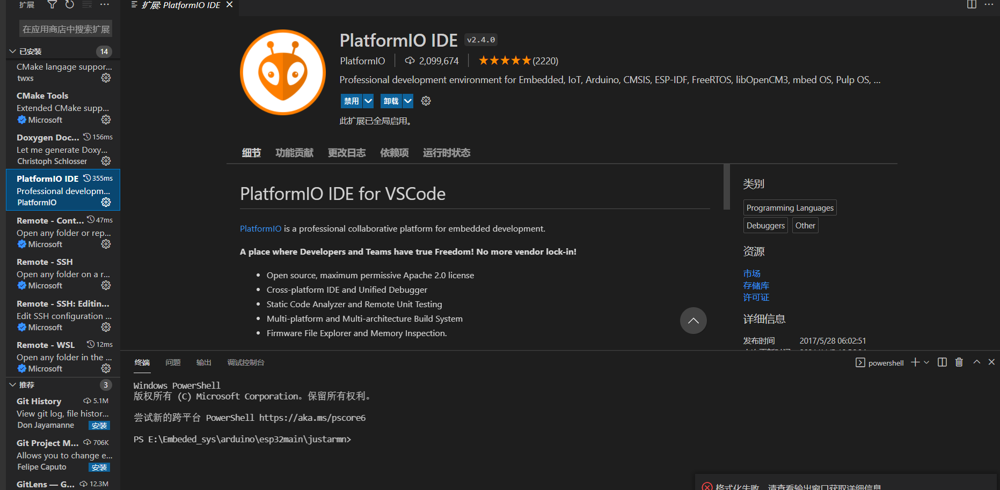 扩展
扩展: PlatformIO IDE
在应用商店中搜索扩展
已安装
14
CMake langage suppor...
twxs
CMake Tools
Extended CMake supp...
Microsoft
Doxygen Doc... 156ms
Let me generate Doxy...
Christoph Schlosser
PlatformIO IDE 355ms
Professional developm...
PlatformIO
Remote - Cont... 47ms
Open any folder or rep...
Microsoft
Remote - SSH
Open any folder on a r...
Microsoft
Remote - SSH: Editin...
Edit SSH configuration ...
Microsoft
Remote - WSL 12ms
Open any folder in the ...
Microsoft
推荐
3
Git History 5.1M
View git log, file histor...
Don Jayamanne 安装
Git Project M... 706K
Allows you to change e...
Felipe Caputo 安装
GitLens — G... 12.3M
PlatformIO IDE v2.4.0
PlatformIO 2,099,674 (2220)
Professional development environment for Embedded, IoT, Arduino, CMSIS, ESP-IDF, FreeRTOS, libOpenCM3, mbed OS, Pulp OS, ...
禁用 卸载
此扩展已全局启用。
细节 功能贡献 更改日志 依赖项 运行时状态
PlatformIO IDE for VSCode
PlatformIO is a professional collaborative platform for embedded development.
A place where Developers and Teams have true Freedom! No more vendor lock-in!
Open source, maximum permissive Apache 2.0 license
Cross-platform IDE and Unified Debugger
Static Code Analyzer and Remote Unit Testing
Multi-platform and Multi-architecture Build System
Firmware File Explorer and Memory Inspection.
类别
Programming Languages
Debuggers Other
资源
市场
存储库
许可证
详细信息
发布时间 2017/5/28 06:02:51
终端 问题 输出 调试控制台
powershell
Windows PowerShell
版权所有 (C) Microsoft Corporation。保留所有权利。
尝试新的跨平台 PowerShell https://aka.ms/pscore6
PS E:\Embeded_sys\arduino\esp32main\justarmn>
格式化失败，请查看输出窗口获取详细信息